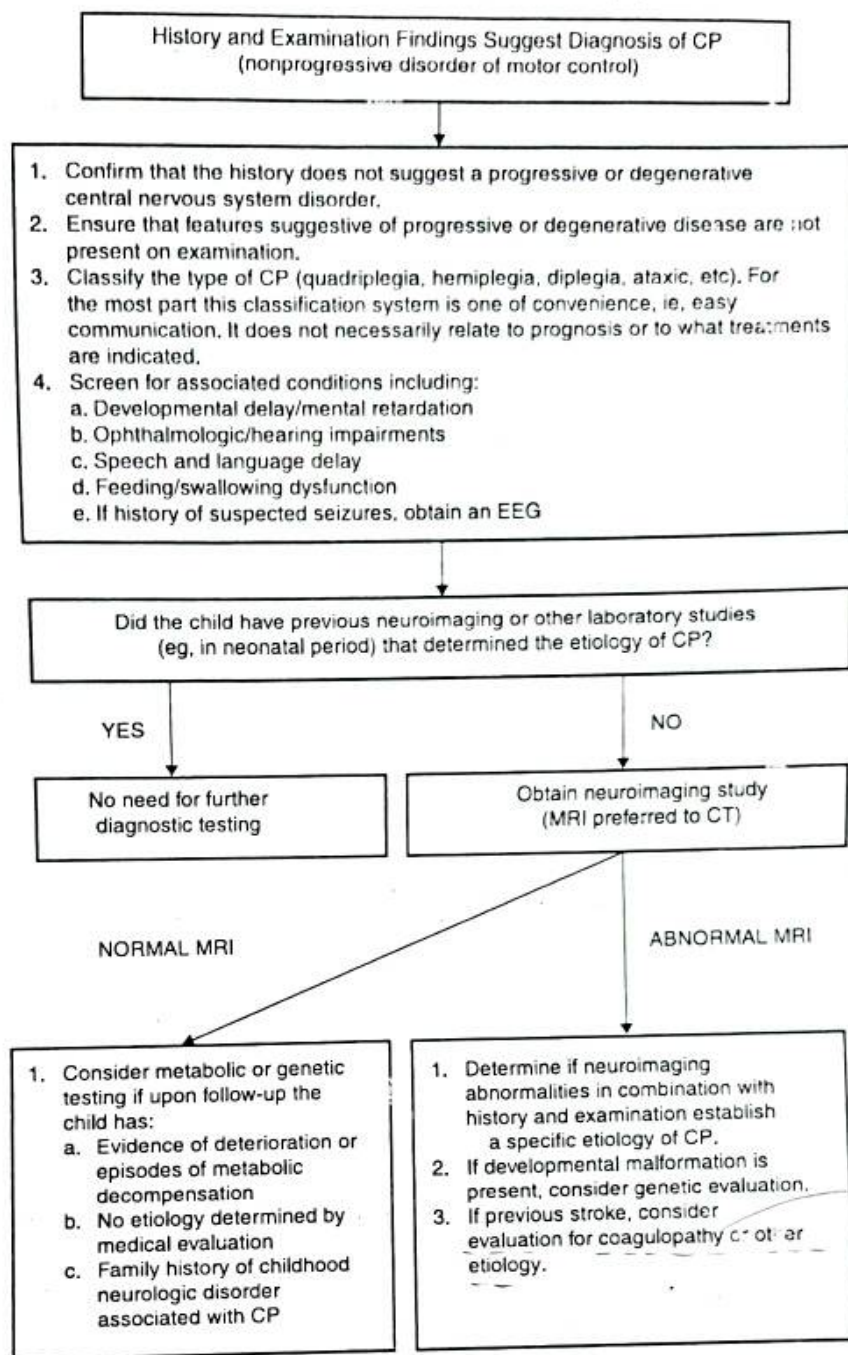 History and Examination Findings Suggest Diagnosis of CP
(nonprogressive disorder of motor control)
1. Confirm that the history does not suggest a progressive or degenerative
central nervous system disorder.
2. Ensure that features suggestive of progressive or degenerative disease are not
present on examination.
3. Classify the type of CP (quadriplegia, hemiplegia, diplegia, ataxic, etc). For
the most part this classification system is one of convenience, ie, easy
communication. It does not necessarily relate to prognosis or to what treatments
are indicated.
4. Screen for associated conditions including:
a. Developmental delay/mental retardation
b. Ophthalmologic/hearing impairments
c. Speech and language delay
d. Feeding/swallowing dysfunction
e. If history of suspected seizures, obtain an EEG
Did the child have previous neuroimaging or other laboratory studies
(eg, in neonatal period) that determined the etiology of CP?
YES
NO
No need for further
diagnostic testing
Obtain neuroimaging study
(MRI preferred to CT)
NORMAL MRI
ABNORMAL MRI
1. Consider metabolic or genetic
testing if upon follow-up the
child has:
a. Evidence of deterioration or
episodes of metabolic
decompensation
b. No etiology determined by
medical evaluation
c. Family history of childhood
neurologic disorder
associated with CP
1. Determine if neuroimaging
abnormalities in combination with
history and examination establish
a specific etiology of CP.
2. If developmental malformation is
present, consider genetic evaluation.
3. If previous stroke, consider
evaluation for coagulopathy or other
etiology.